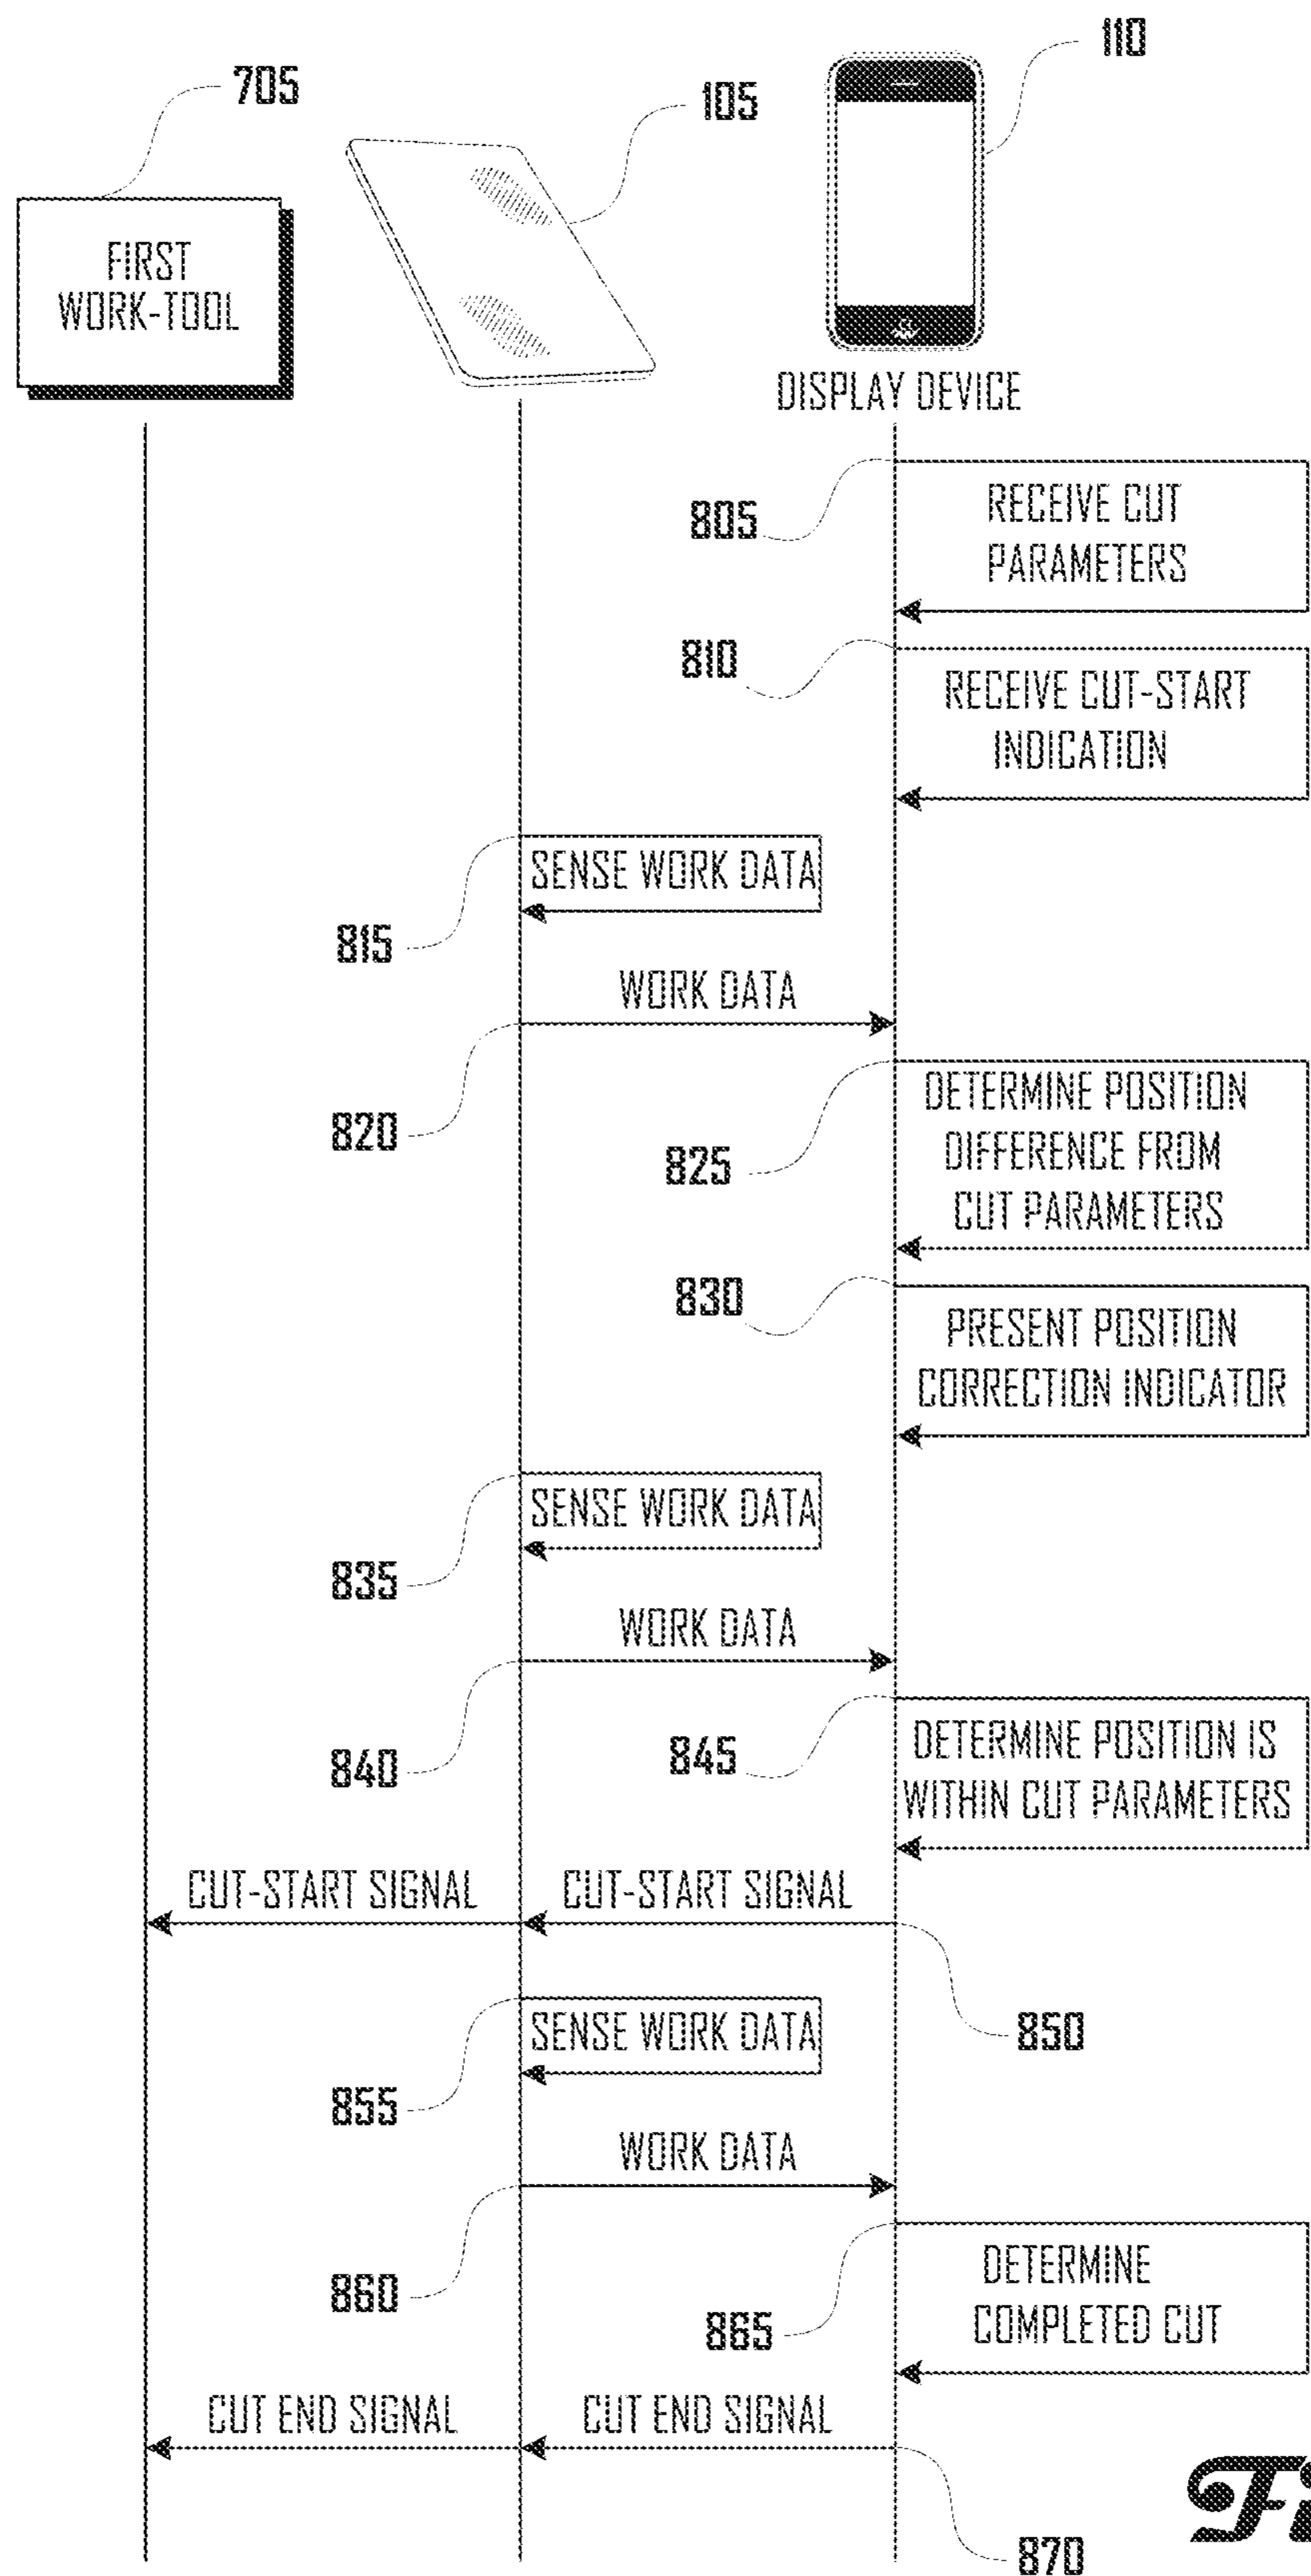 110
705
105
FIRST
WORK-TOOL
DISPLAY DEVICE
805
RECEIVE CUT
PARAMETERS
810
RECEIVE CUT-START
INDICATION
SENSE WORK DATA
815
WORK DATA
820
825
DETERMINE POSITION
DIFFERENCE FROM
CUT PARAMETERS
830
PRESENT POSITION
CORRECTION INDICATOR
SENSE WORK DATA
835
WORK DATA
840
845
DETERMINE POSITION IS
WITHIN CUT PARAMETERS
CUT-START SIGNAL CUT-START SIGNAL
850
SENSE WORK DATA
855
WORK DATA
860
865
DETERMINE
COMPLETED CUT
CUT END SIGNAL CUT END SIGNAL
870